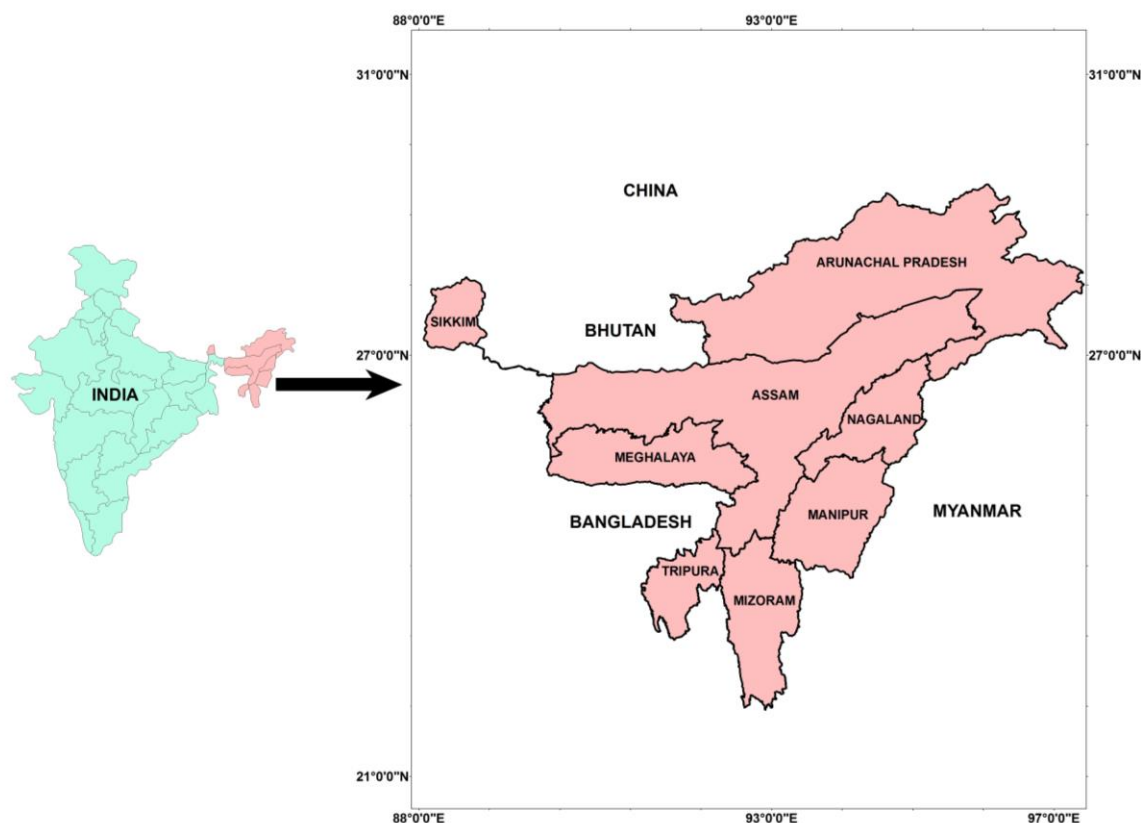 88°0'0"E
93°0'0"E
31°0'0"N
31°0'0"N
CHINA
ARUNACHAL PRADESH
SIKKIM
BHUTAN
27°0'0"N
27°0'0"N
INDIA
ASSAM
NAGALAND
MEGHALAYA
MANIPUR
MYANMAR
BANGLADESH
TRIPURA
MIZORAM
21°0'0"N
88°0'0"E
93°0'0"E
97°0'0"E